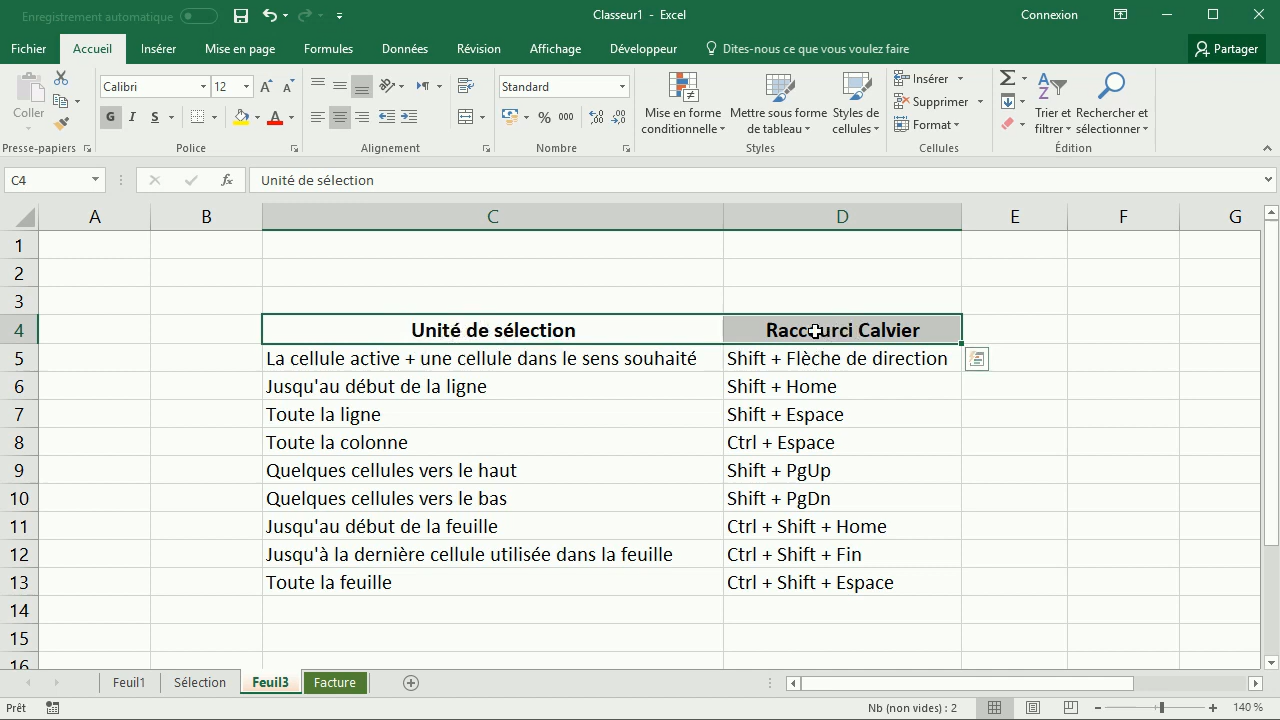 Enregistrement automatique
Classeur1 - Excel
Connexion
Fichier Accueil Insérer Mise en page Formules Données Révision Affichage Développeur Dites-nous ce que vous voulez faire Partager
Coller
Calibri 12
G I S A
Standard
% 000
Mise en forme conditionnelle
Mettre sous forme de tableau
Styles de cellules
Insérer
Supprimer
Format
Trier et filtrer
Rechercher et sélectionner
Presse-papiers Police Alignement Nombre Styles Cellules Édition
C4 fx Unité de sélection
A B C D E F G
1
2
3
4 Unité de sélection Raccourci Calvier
5 La cellule active + une cellule dans le sens souhaité Shift + Flèche de direction
6 Jusqu'au début de la ligne Shift + Home
7 Toute la ligne Shift + Espace
8 Toute la colonne Ctrl + Espace
9 Quelques cellules vers le haut Shift + PgUp
10 Quelques cellules vers le bas Shift + PgDn
11 Jusqu'au début de la feuille Ctrl + Shift + Home
12 Jusqu'à la dernière cellule utilisée dans la feuille Ctrl + Shift + Fin
13 Toute la feuille Ctrl + Shift + Espace
14
15
16
Feuil1 Sélection Feuil3 Facture
Prêt Nb (non vides) : 2 140 %